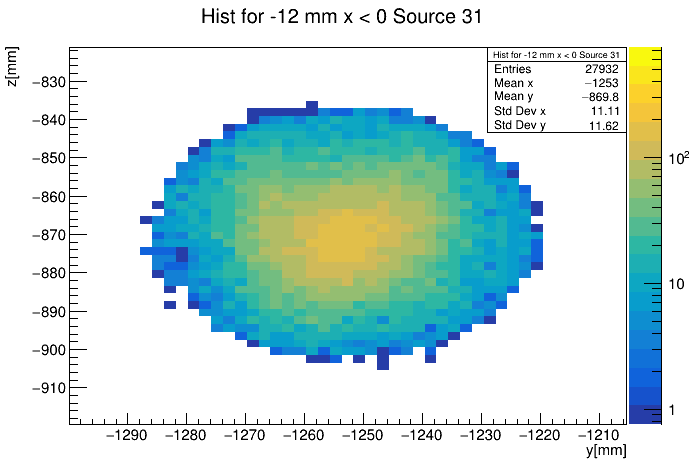 Hist for -12 mm x < 0 Source 31
z[mm]
Hist for -12 mm x < 0 Source 31
Entries 27932
Mean x −1253
Mean y −869.8
Std Dev x 11.11
Std Dev y 11.62
−830
−840
−850
−860
−870
−880
−890
−900
−910
10²
10
1
−1290 −1280 −1270 −1260 −1250 −1240 −1230 −1220 −1210
y[mm]